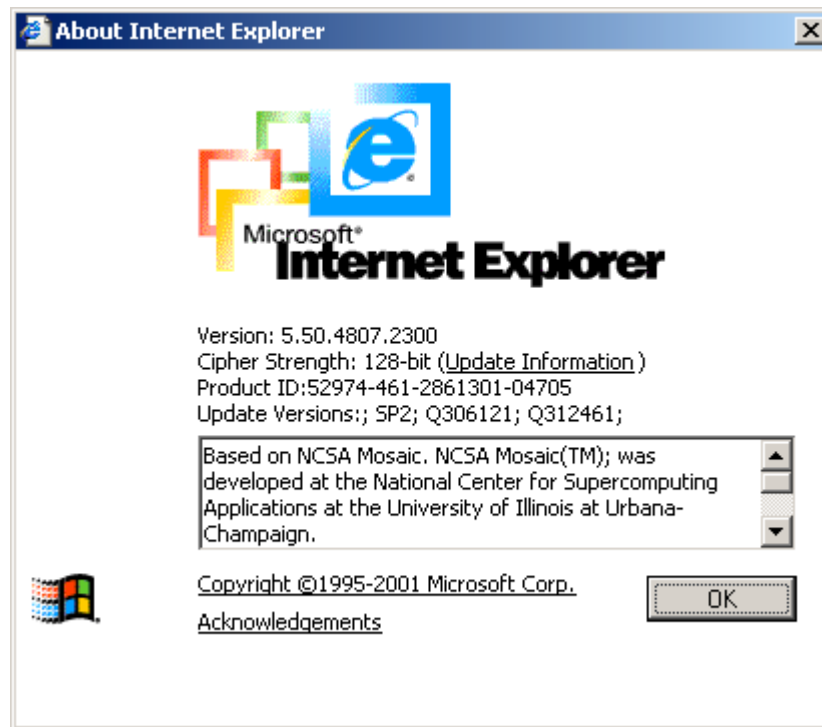 About Internet Explorer
Microsoft®
Internet Explorer
Version: 5.50.4807.2300
Cipher Strength: 128-bit (Update Information )
Product ID:52974-461-2861301-04705
Update Versions:; SP2; Q306121; Q312461;
Based on NCSA Mosaic. NCSA Mosaic(TM); was
developed at the National Center for Supercomputing
Applications at the University of Illinois at Urbana-
Champaign.
Copyright ©1995-2001 Microsoft Corp.
OK
Acknowledgements